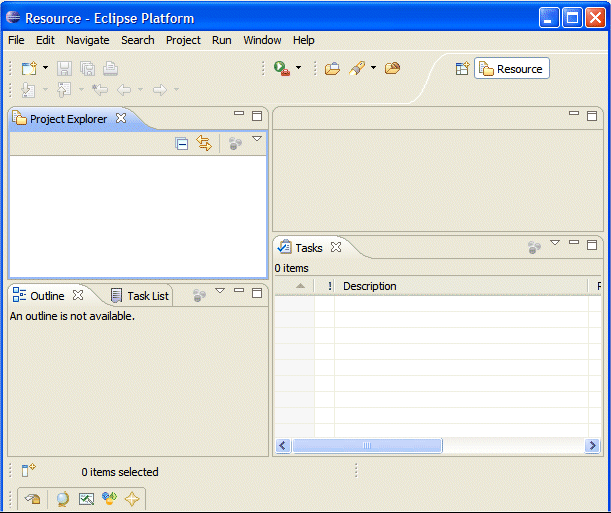 Resource - Eclipse Platform
File Edit Navigate Search Project Run Window Help
Resource
Project Explorer
Tasks
0 items
! Description
Outline Task List
An outline is not available.
0 items selected